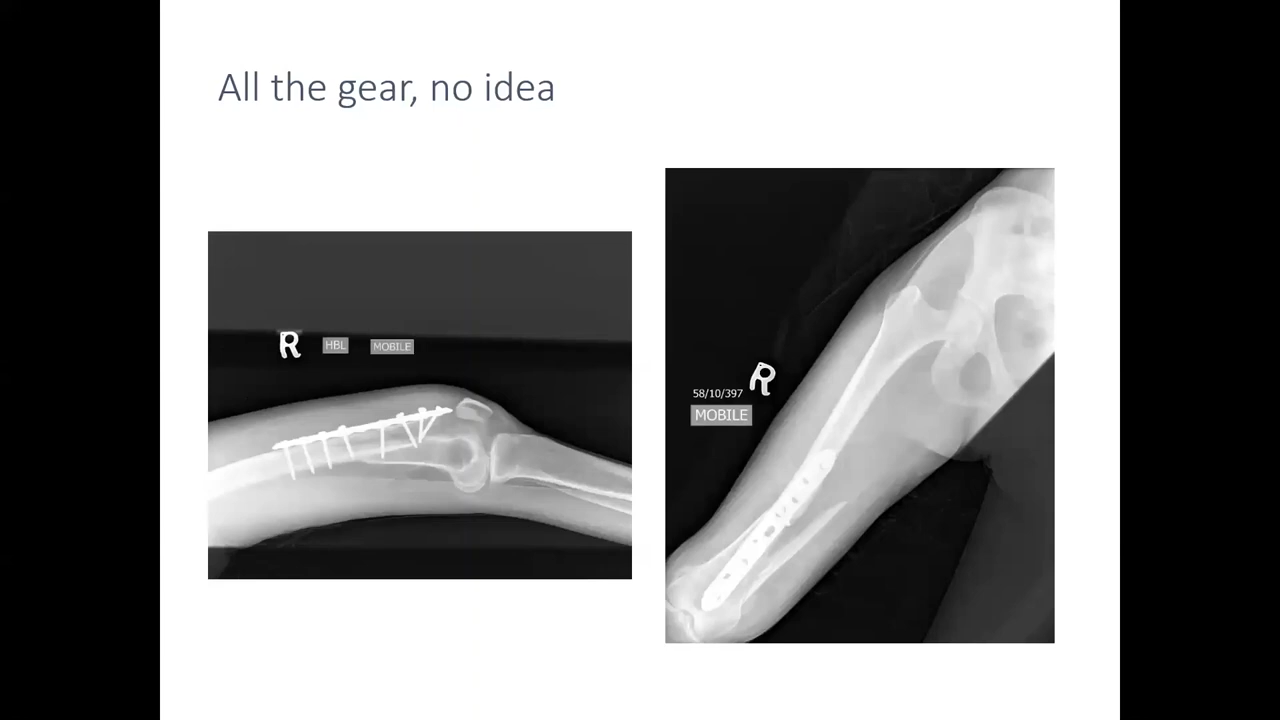 All the gear, no idea
R HBL MOBILE
R
58/10/397
MOBILE